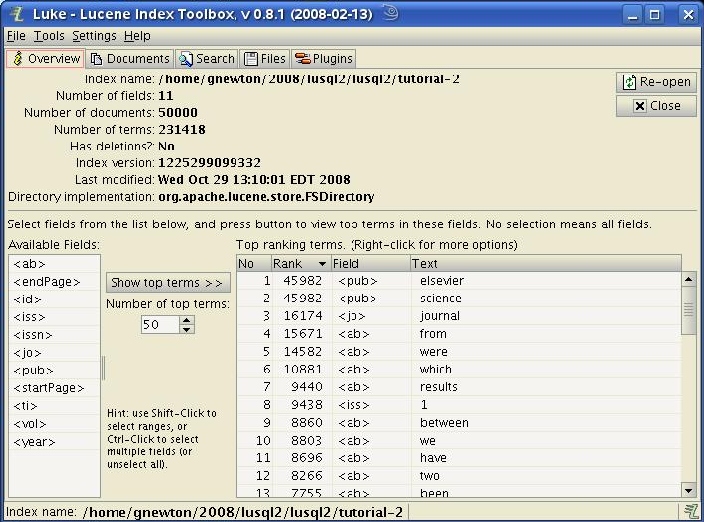 Luke - Lucene Index Toolbox, v 0.8.1 (2008-02-13)
File Tools Settings Help
Overview Documents Search Files Plugins
Index name: /home/gnewton/2008/lusql2/lusql2/tutorial-2
Re-open
Number of fields: 11
Close
Number of documents: 50000
Number of terms: 231418
Has deletions?: No
Index version: 1225299099332
Last modified: Wed Oct 29 13:10:01 EDT 2008
Directory implementation: org.apache.lucene.store.FSDirectory
Select fields from the list below, and press button to view top terms in these fields. No selection means all fields.
Available Fields:
<ab>
<endPage>
<id>
<iss>
<issn>
<jo>
<pub>
<startPage>
<ti>
<vol>
<year>
Show top terms >>
Number of top terms:
50
Hint: use Shift-Click to
select ranges, or
Ctrl-Click to select
multiple fields (or
unselect all).
Top ranking terms. (Right-click for more options)
No Rank Field Text
1 45982 <pub> elsevier
2 45982 <pub> science
3 16174 <jo> journal
4 15671 <ab> from
5 14582 <ab> were
6 10881 <ab> which
7 9440 <ab> results
8 9438 <iss> 1
9 8860 <ab> between
10 8803 <ab> we
11 8696 <ab> have
12 8266 <ab> two
13 7755 <ab> been
Index name: /home/gnewton/2008/lusql2/lusql2/tutorial-2